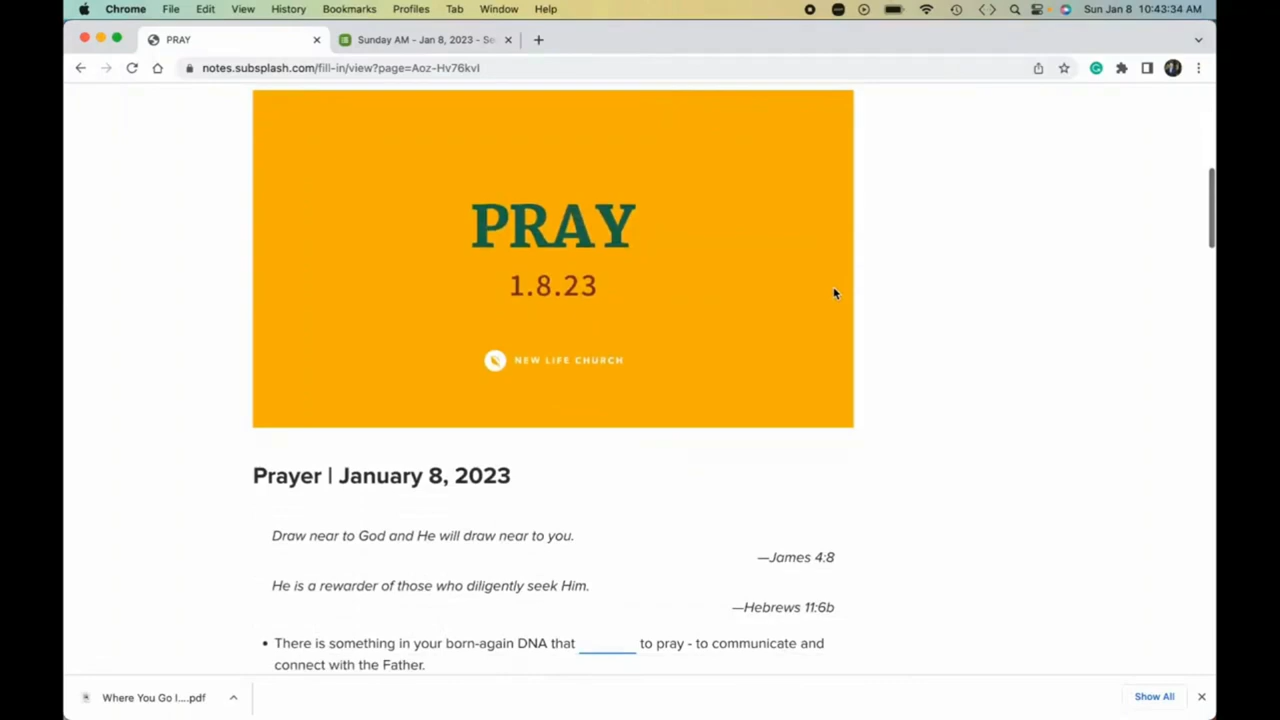 Chrome File Edit View History Bookmarks Profiles Tab Window Help Sun Jan 8 10:43:34 AM
PRAY Sunday AM - Jan 8, 2023 - Se
notes.subsplash.com/fill-in/view?page=Aoz-Hv76kvI
PRAY
1.8.23
NEW LIFE CHURCH
Prayer | January 8, 2023
Draw near to God and He will draw near to you.
—James 4:8
He is a rewarder of those who diligently seek Him.
—Hebrews 11:6b
• There is something in your born-again DNA that ______ to pray - to communicate and
connect with the Father.
Where You Go I....pdf Show All